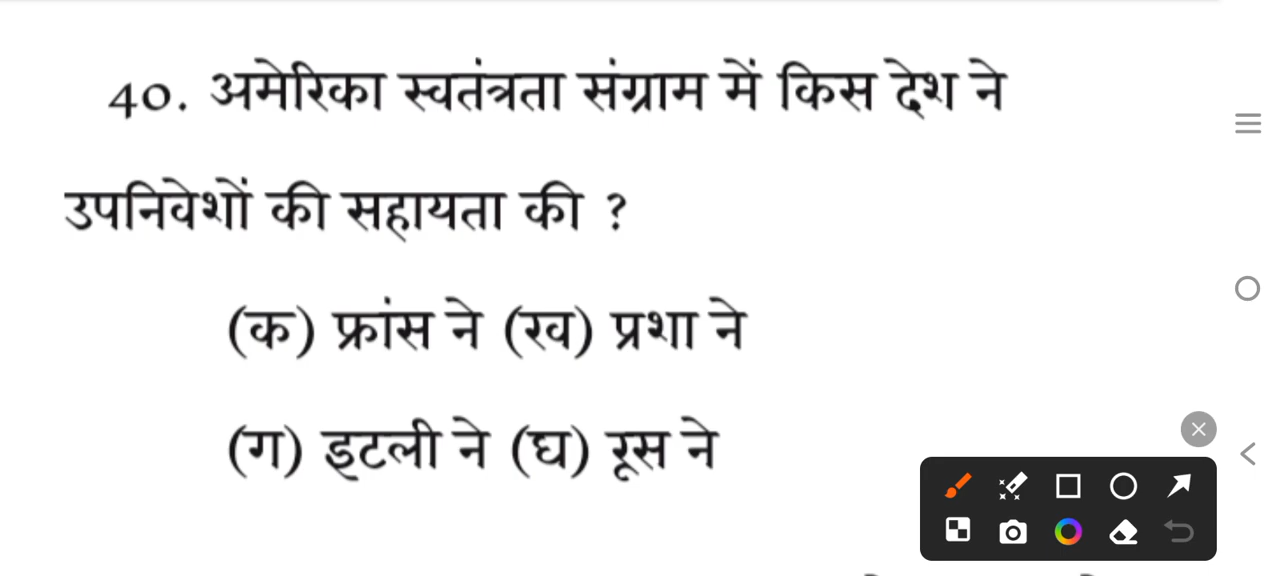 40. अमेरिका स्वतंत्रता संग्राम में किस देश ने
उपनिवेशों की सहायता की ?
(क) फ्रांस ने (ख) प्रशा ने
(ग) इटली ने (घ) रूस ने